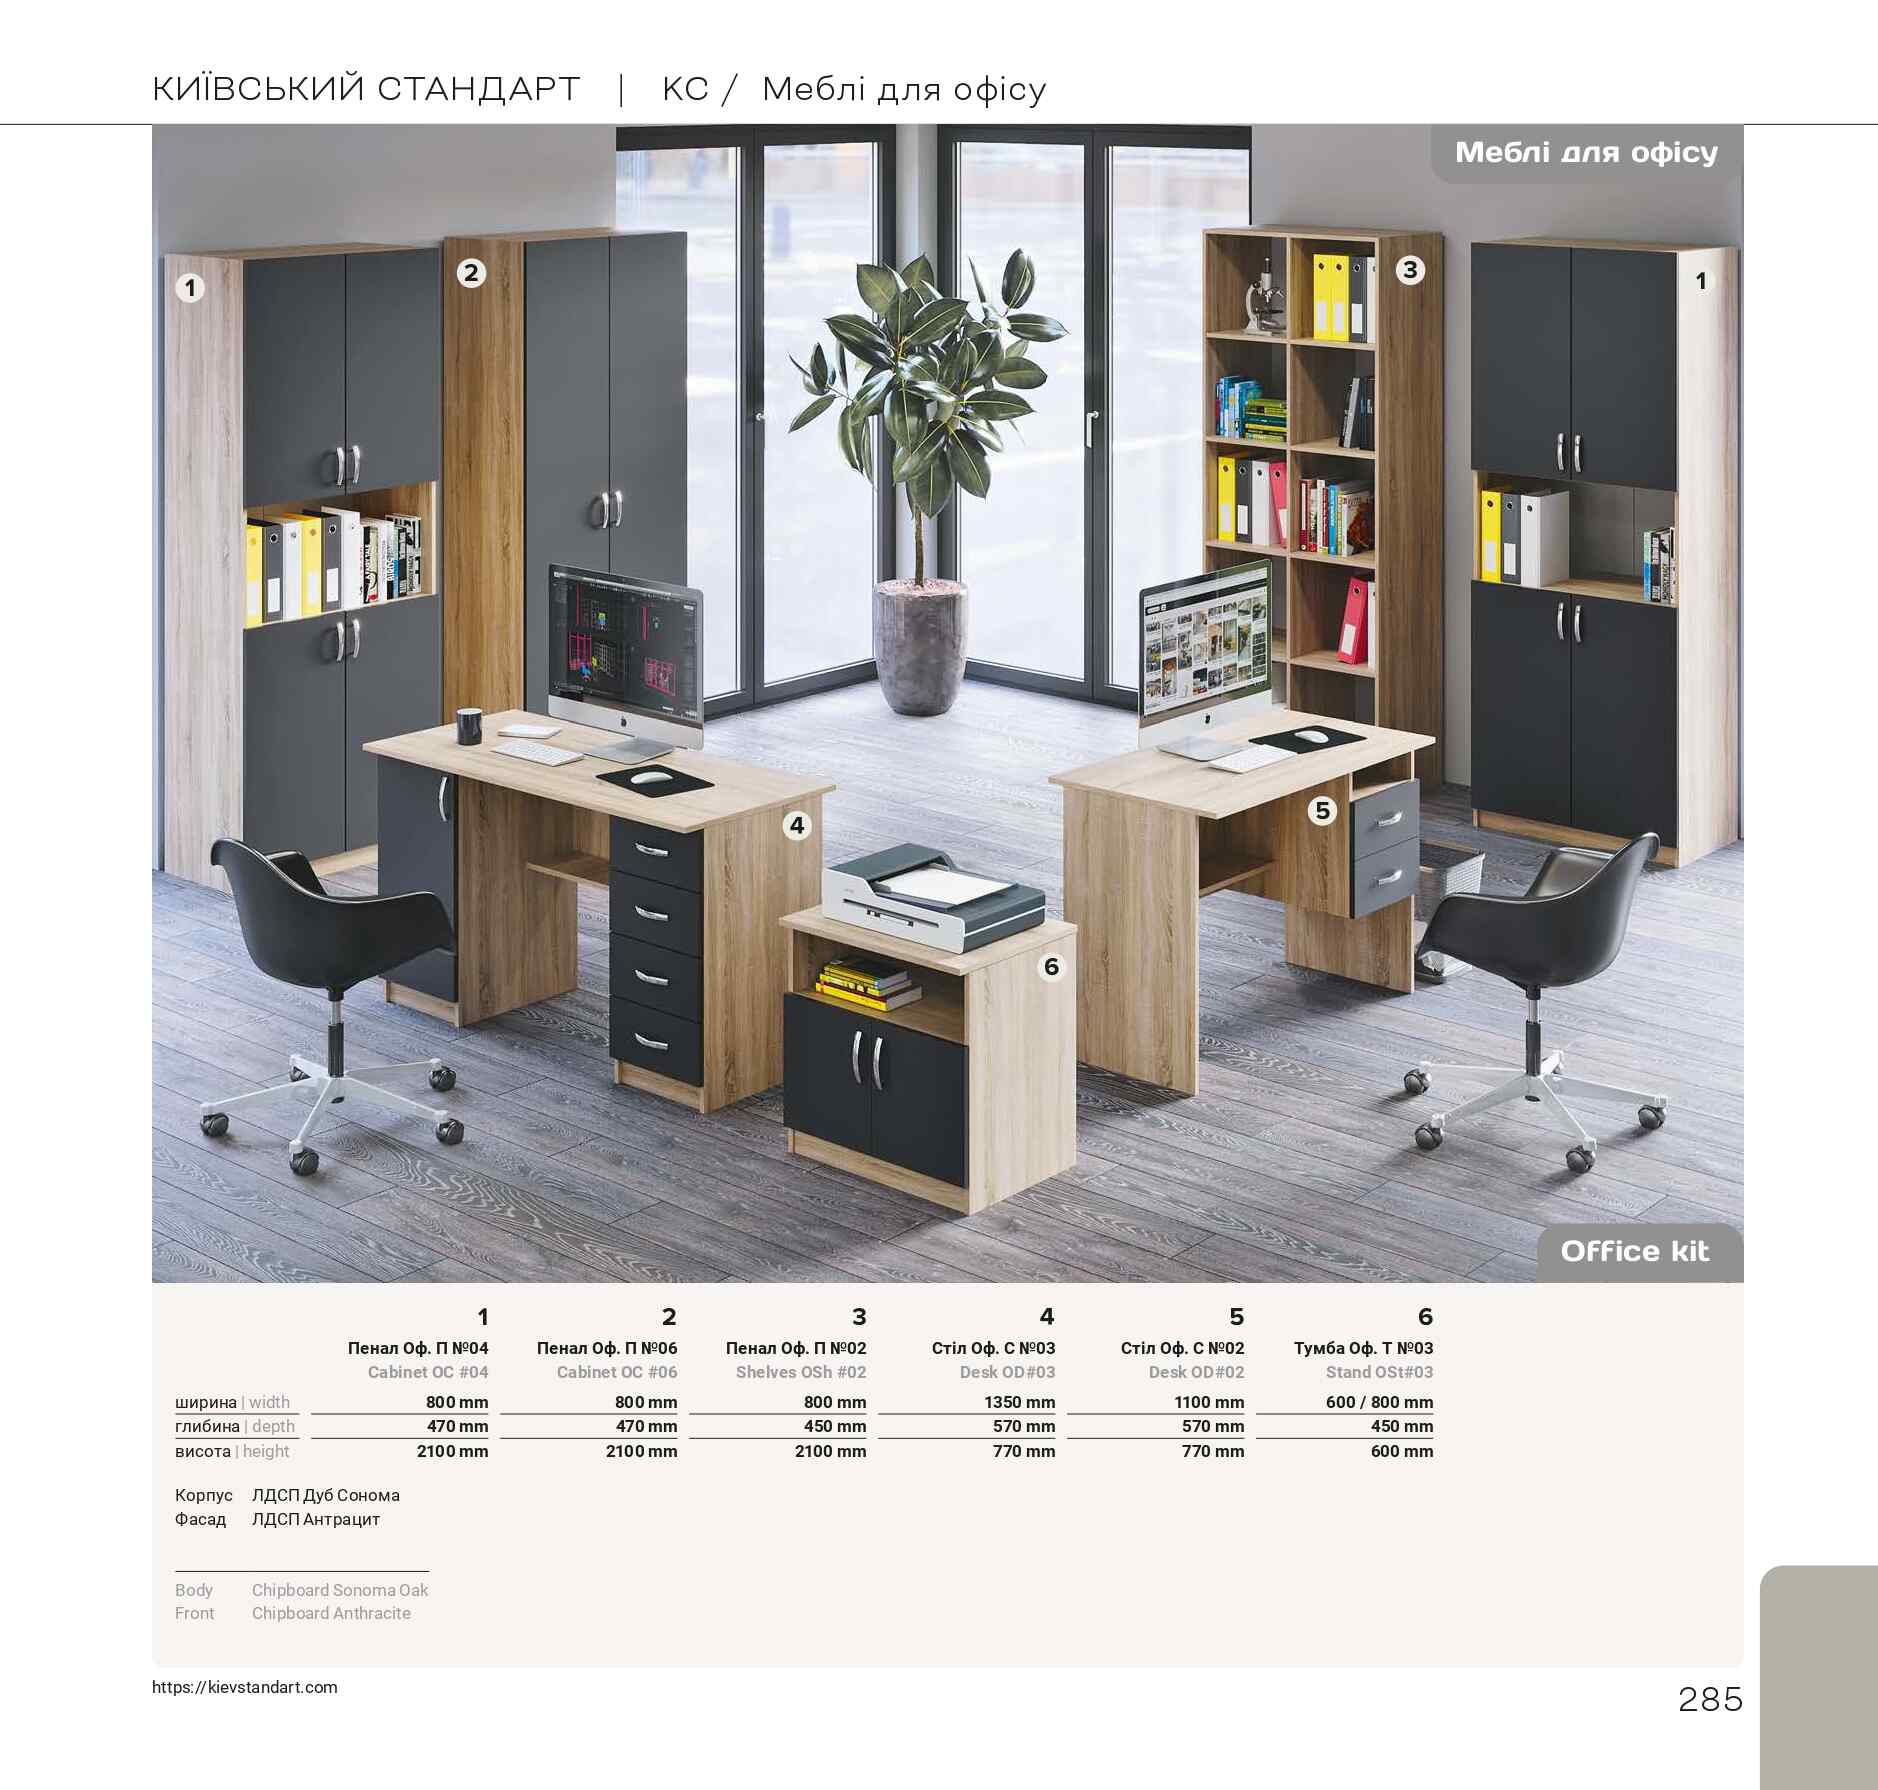 КИЇВСЬКИЙ СТАНДАРТ | КС / Меблі для офісу
Меблі для офісу
1
2
3
1
4
5
6
Office kit
1 2 3 4 5 6
Пенал Оф. П №04 Пенал Оф. П №06 Пенал Оф. П №02 Стіл Оф. С №03 Стіл Оф. С №02 Тумба Оф. Т №03
Cabinet OC #04 Cabinet OC #06 Shelves OSh #02 Desk OD#03 Desk OD#02 Stand OSt#03
ширина | width 800 mm 800 mm 800 mm 1350 mm 1100 mm 600 / 800 mm
глибина | depth 470 mm 470 mm 450 mm 570 mm 570 mm 450 mm
висота | height 2100 mm 2100 mm 2100 mm 770 mm 770 mm 600 mm
Корпус ЛДСП Дуб Сонома
Фасад ЛДСП Антрацит
Body Chipboard Sonoma Oak
Front Chipboard Anthracite
https://kievstandart.com
285